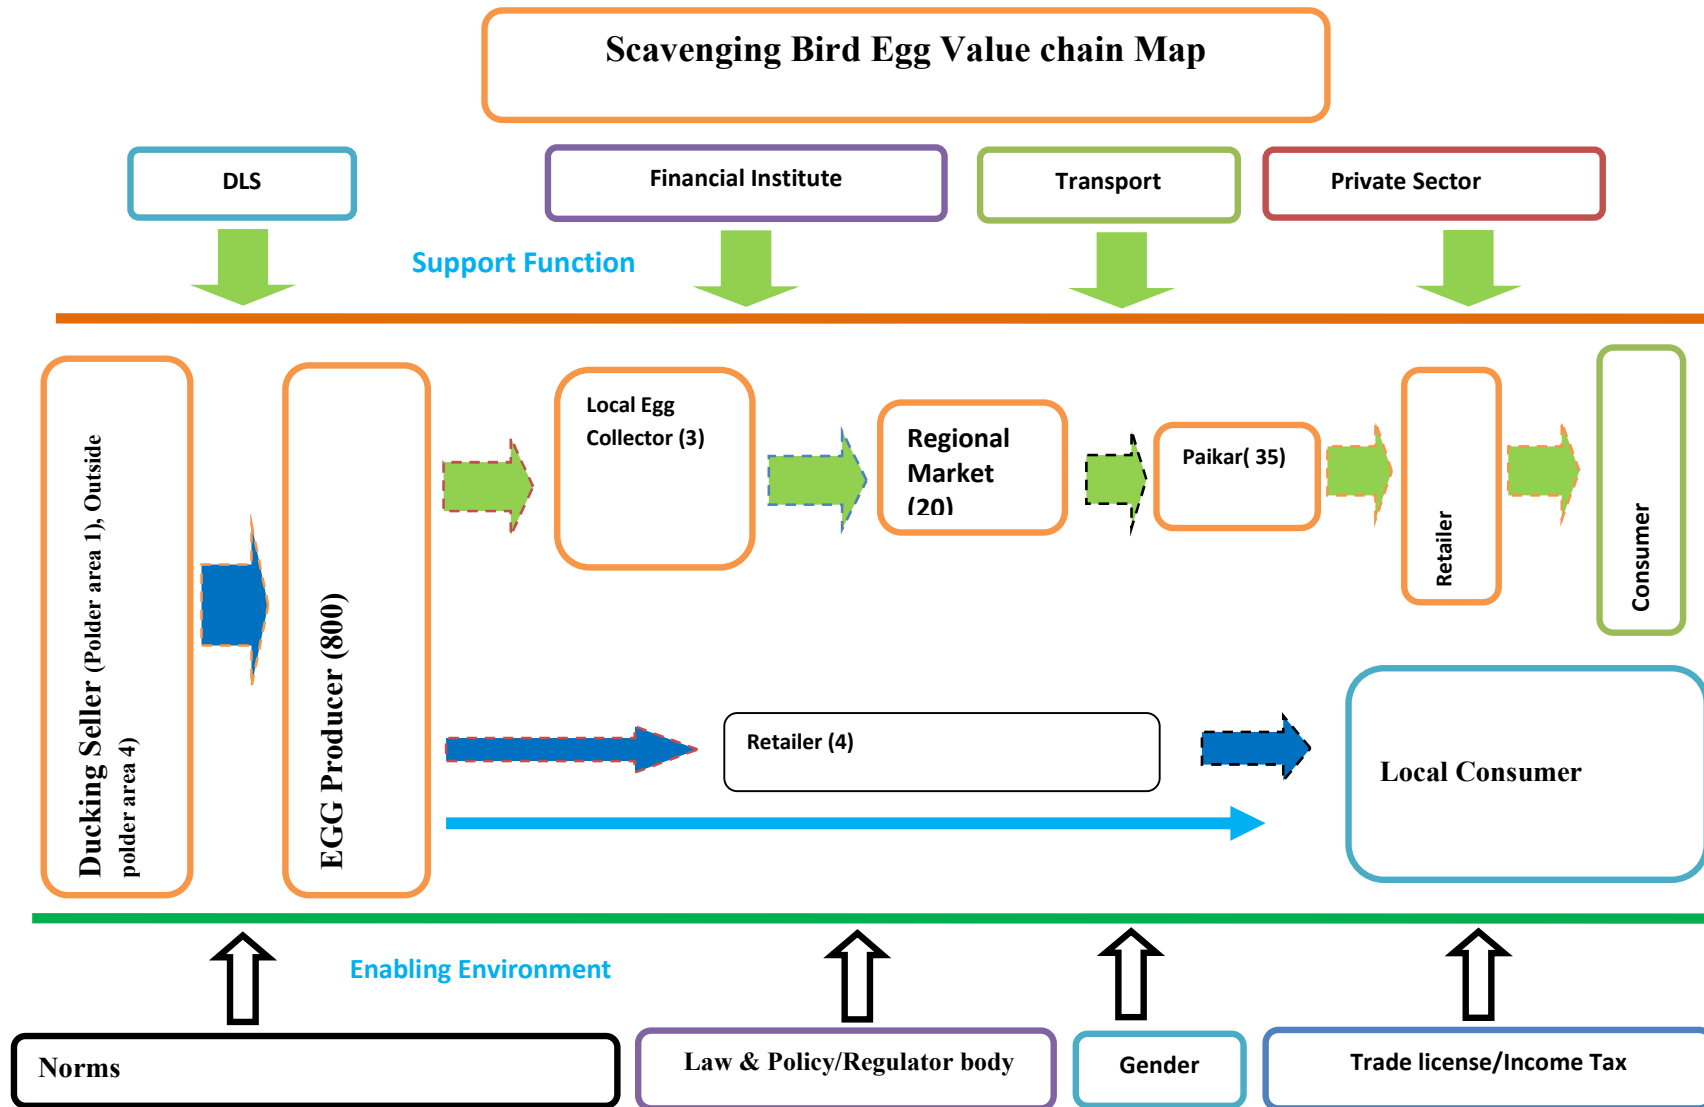 Scavenging Bird Egg Value chain Map
DLS
Financial Institute
Transport
Private Sector
Support Function
Ducking Seller (Polder area 1), Outside
polder area 4)
EGG Producer (800)
Local Egg
Collector (3)
Regional
Market
(20)
Paikar( 35)
Retailer
Consumer
Retailer (4)
Local Consumer
Enabling Environment
Norms
Law & Policy/Regulator body
Gender
Trade license/Income Tax